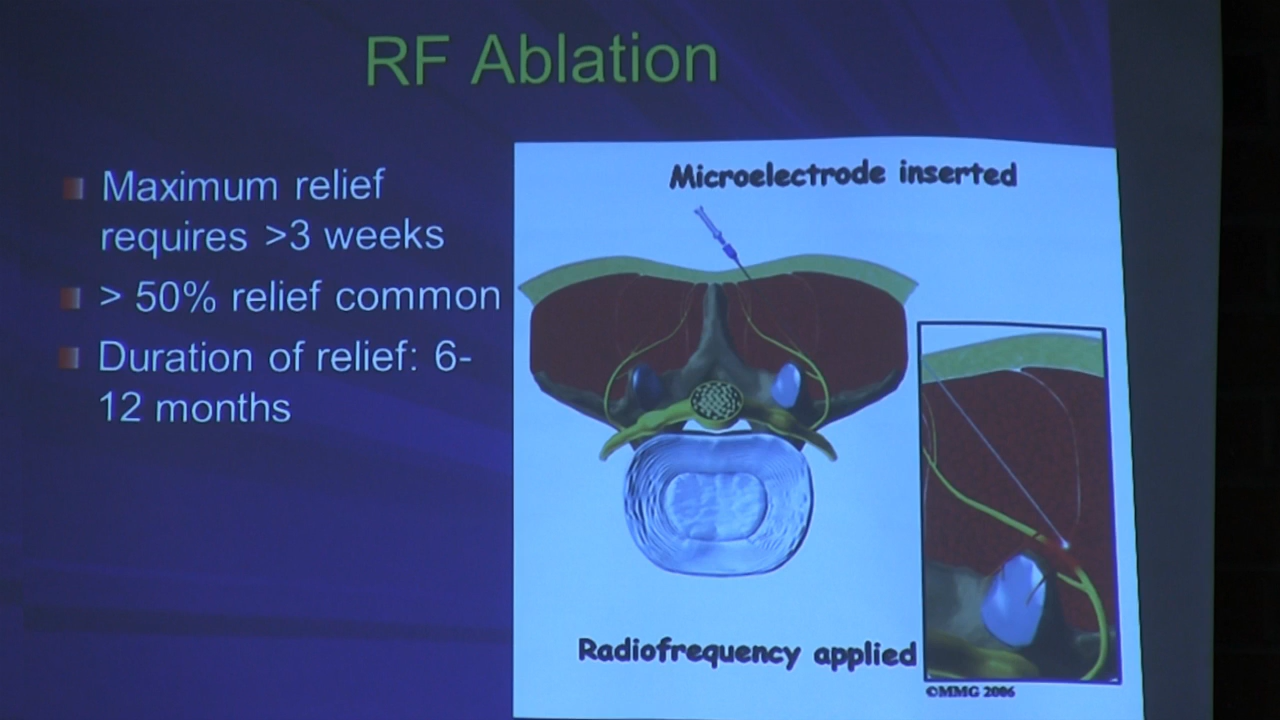 RF Ablation
Maximum relief
requires >3 weeks
> 50% relief common
Duration of relief: 6-
12 months
Microelectrode inserted
Radiofrequency applied
©MMG 2006